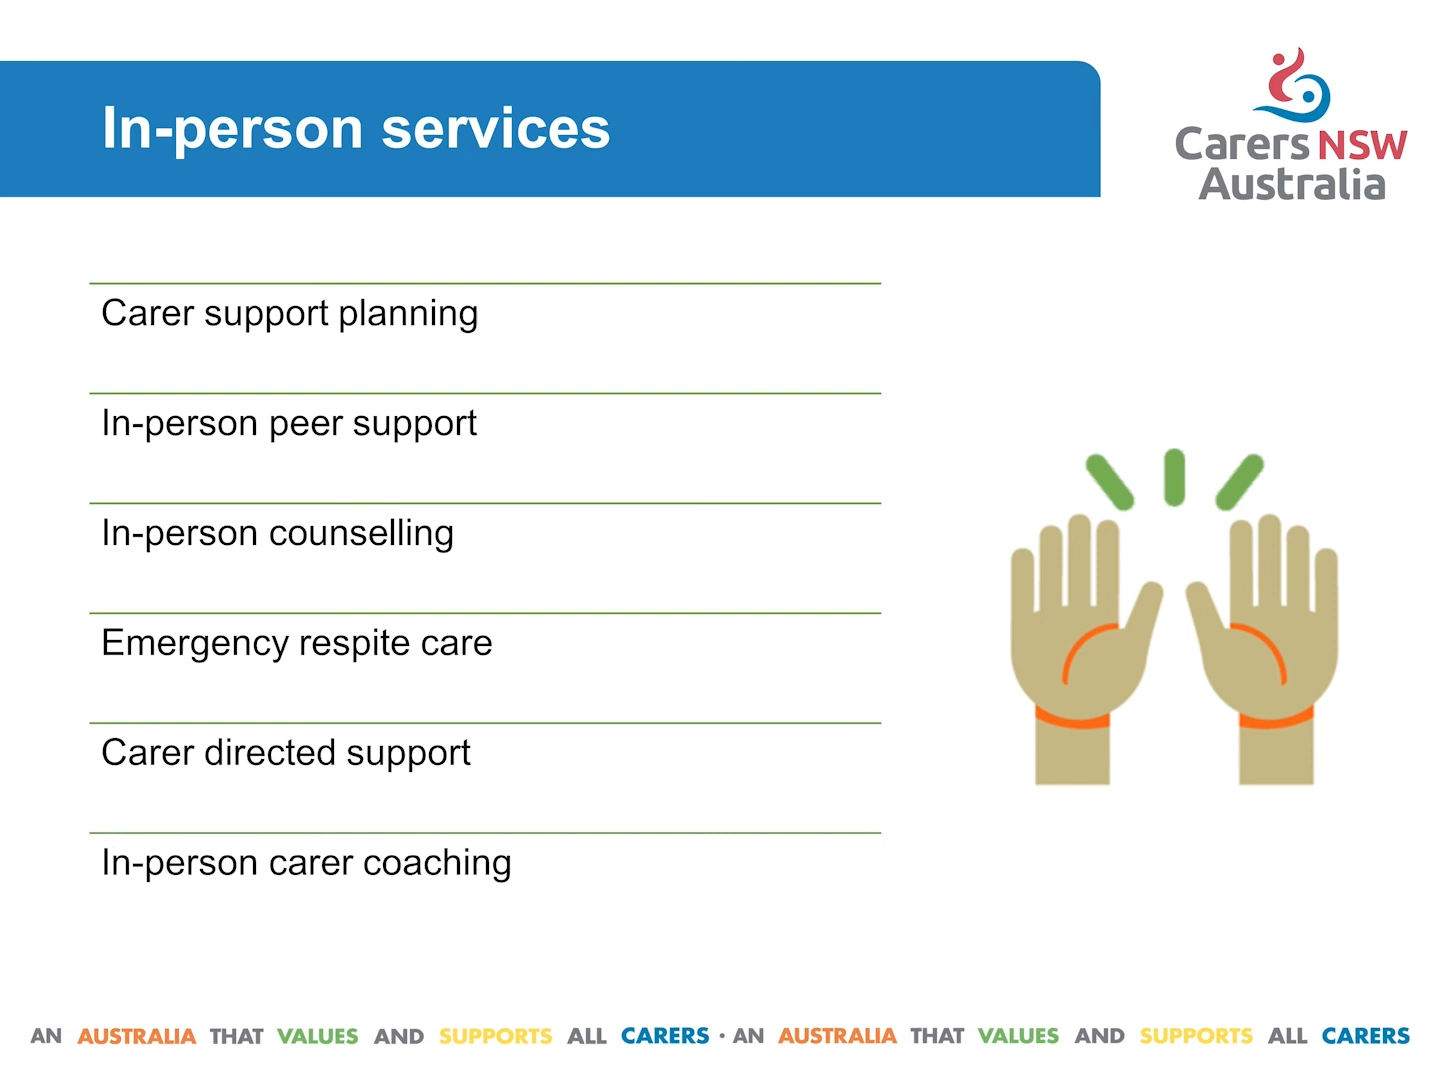 In-person services
Carers NSW
Australia
Carer support planning
In-person peer support
In-person counselling
Emergency respite care
Carer directed support
In-person carer coaching
AN AUSTRALIA THAT VALUES AND SUPPORTS ALL CARERS · AN AUSTRALIA THAT VALUES AND SUPPORTS ALL CARERS